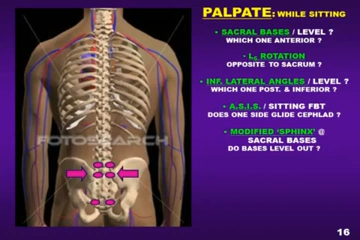 PALPATE: WHILE SITTING
- SACRAL BASES / LEVEL ?
WHICH ONE ANTERIOR ?
- L5 ROTATION
OPPOSITE TO SACRUM ?
- INF. LATERAL ANGLES / LEVEL ?
WHICH ONE POST. & INFERIOR ?
- A.S.I.S. / SITTING FBT
DOES ONE SIDE GLIDE CEPHLAD ?
- MODIFIED 'SPHINX' @
SACRAL BASES
DO BASES LEVEL OUT ?
FOTOSEARCH
16